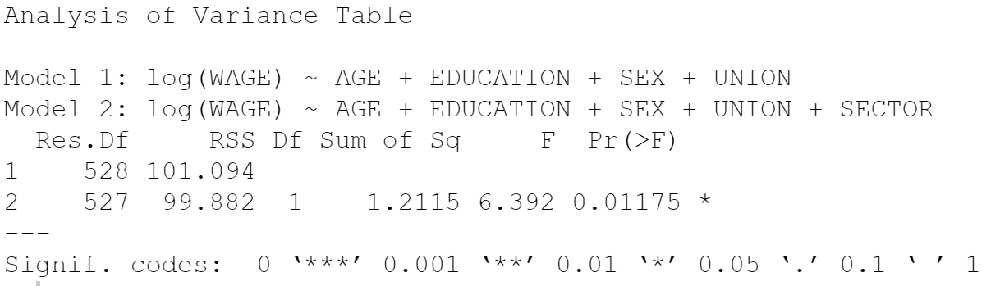 Analysis of Variance Table
Model 1: log(WAGE) ~ AGE + EDUCATION + SEX + UNION
Model 2: log(WAGE) ~ AGE + EDUCATION + SEX + UNION + SECTOR
  Res.Df     RSS Df Sum of Sq     F  Pr(>F)
1    528 101.094
2    527  99.882  1    1.2115 6.392 0.01175 *
---
Signif. codes:  0 ‘***’ 0.001 ‘**’ 0.01 ‘*’ 0.05 ‘.’ 0.1 ‘ ’ 1